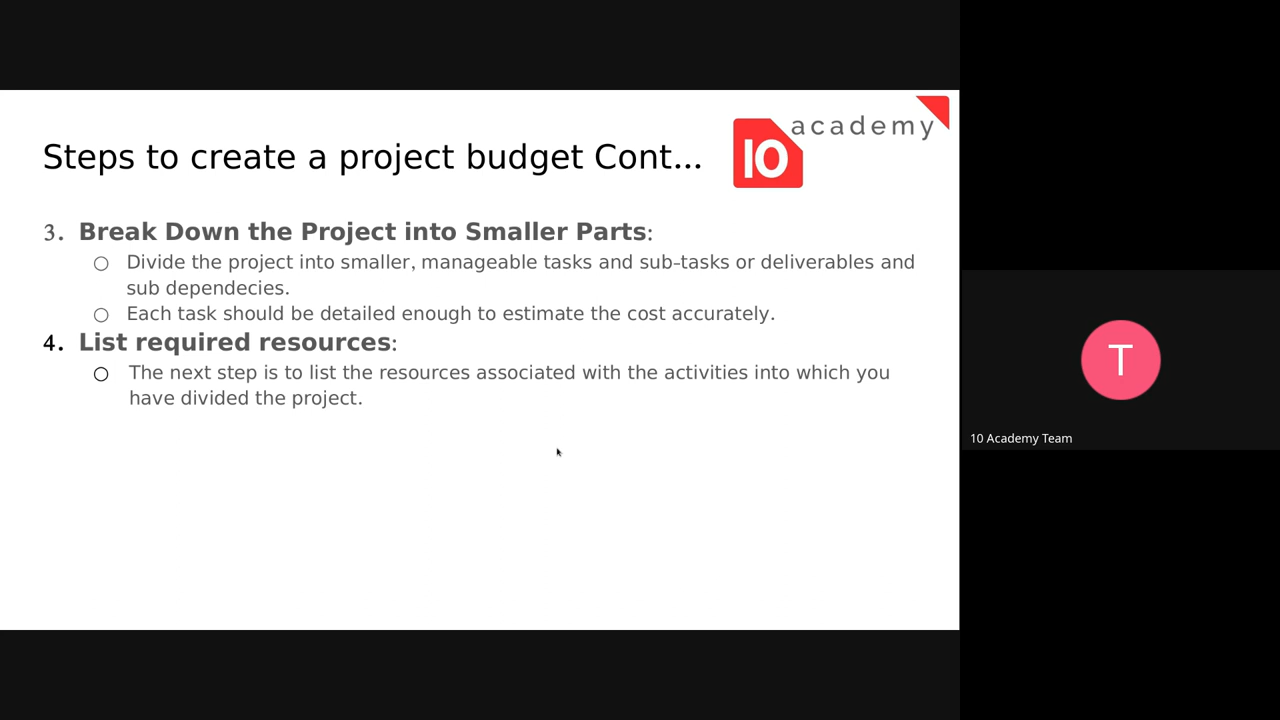 academy
10
Steps to create a project budget Cont...
3. Break Down the Project into Smaller Parts:
○ Divide the project into smaller, manageable tasks and sub-tasks or deliverables and
sub dependecies.
○ Each task should be detailed enough to estimate the cost accurately.
4. List required resources:
○ The next step is to list the resources associated with the activities into which you
have divided the project.
T
10 Academy Team